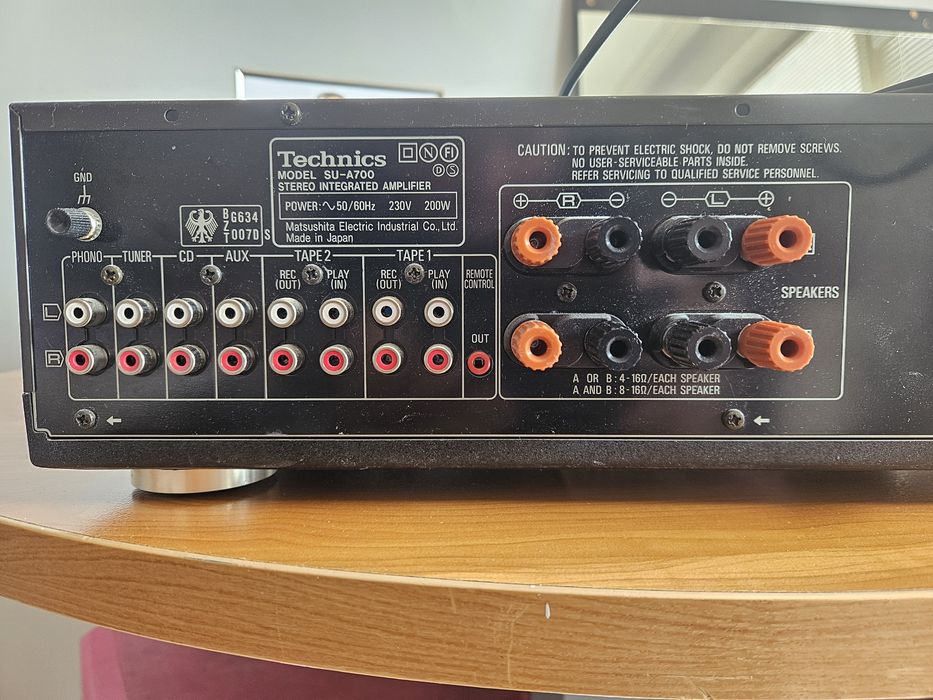 GND
B G634
Z
T 007D S
Technics
MODEL SU-A700
STEREO INTEGRATED AMPLIFIER
POWER:∿50/60Hz 230V 200W
Matsushita Electric Industrial Co., Ltd.
Made in Japan
N FI
D S
CAUTION: TO PREVENT ELECTRIC SHOCK, DO NOT REMOVE SCREWS.
NO USER-SERVICEABLE PARTS INSIDE.
REFER SERVICING TO QUALIFIED SERVICE PERSONNEL.
PHONO TUNER CD AUX TAPE 2 TAPE 1
REC (OUT) PLAY (IN) REC (OUT) PLAY (IN)
REMOTE CONTROL
OUT
L
R
+ R − − L +
SPEAKERS
A OR B : 4-16Ω/EACH SPEAKER
A AND B : 8-16Ω/EACH SPEAKER